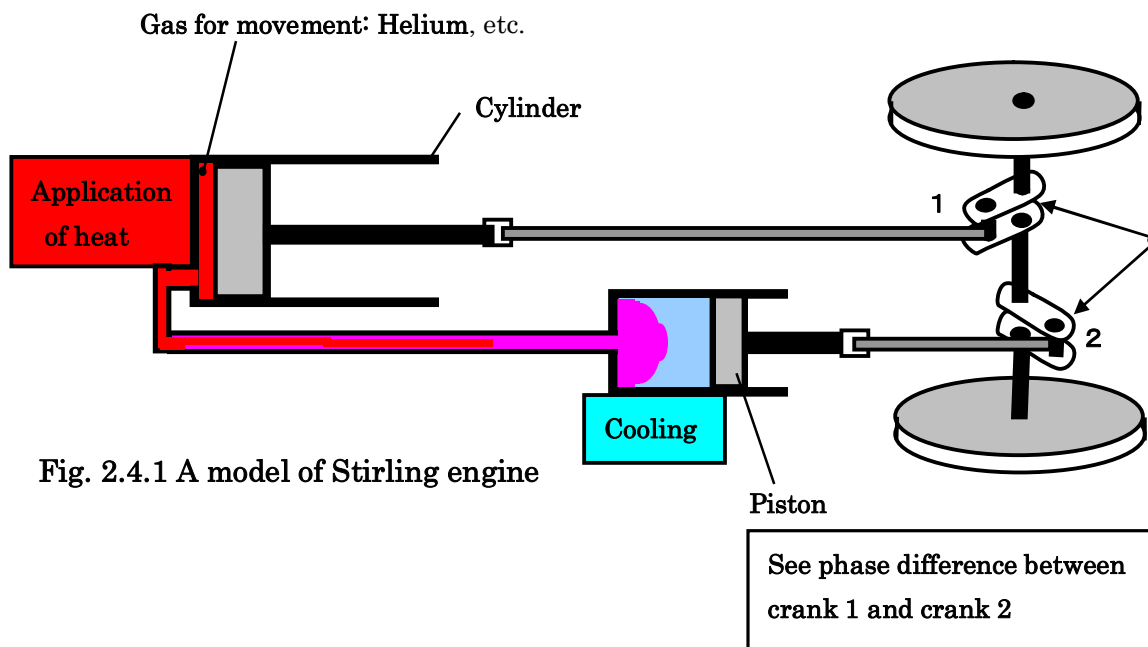 Gas for movement: Helium, etc.
Cylinder
Application
of heat
1
2
Cooling
Fig. 2.4.1 A model of Stirling engine
Piston
See phase difference between
crank 1 and crank 2